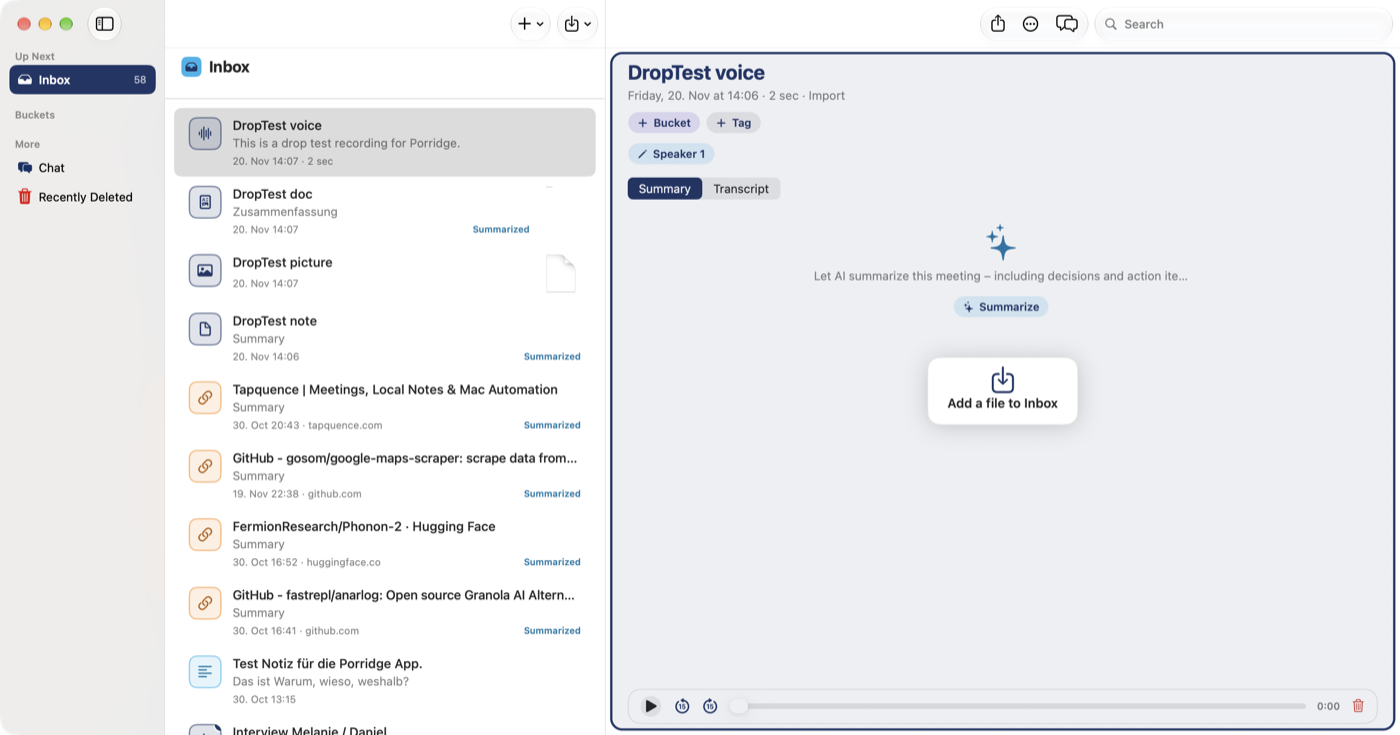 Search
Up Next
Inbox 58
Buckets
More
Chat
Recently Deleted
Inbox
DropTest voice
This is a drop test recording for Porridge.
20. Nov 14:07 · 2 sec
DropTest doc
Zusammenfassung
20. Nov 14:07 Summarized
DropTest picture
20. Nov 14:07
DropTest note
Summary
20. Nov 14:06 Summarized
Tapquence | Meetings, Local Notes & Mac Automation
Summary
30. Oct 20:43 · tapquence.com Summarized
GitHub - gosom/google-maps-scraper: scrape data from...
Summary
19. Nov 22:38 · github.com Summarized
FermionResearch/Phonon-2 · Hugging Face
Summary
30. Oct 16:52 · huggingface.co Summarized
GitHub - fastrepl/anarlog: Open source Granola AI Altern...
Summary
30. Oct 16:41 · github.com Summarized
Test Notiz für die Porridge App.
Das ist Warum, wieso, weshalb?
30. Oct 13:15
Interview Melanie / Daniel
DropTest voice
Friday, 20. Nov at 14:06 · 2 sec · Import
+ Bucket + Tag
Speaker 1
Summary Transcript
Let AI summarize this meeting – including decisions and action ite...
Summarize
Add a file to Inbox
15 15 0:00